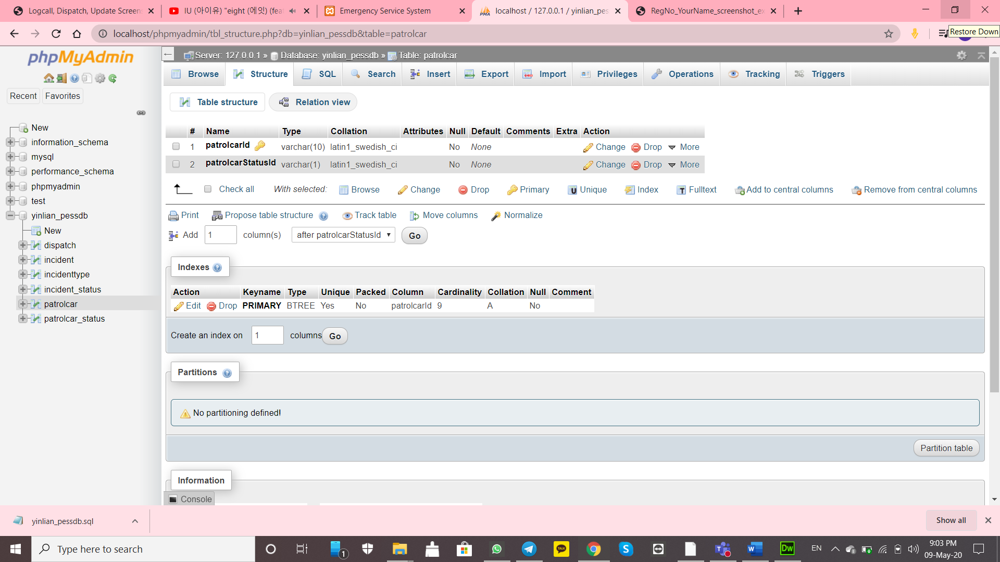 Logcall, Dispatch, Update Screens
IU (아이유) "eight (에잇) (feat
Emergency Service System
localhost / 127.0.0.1 / yinlian_pes
RegNo_YourName_screenshot_ex
localhost/phpmyadmin/tbl_structure.php?db=yinlian_pessdb&table=patrolcar
Restore Down
phpMyAdmin
Recent Favorites
New
information_schema
mysql
performance_schema
phpmyadmin
test
yinlian_pessdb
New
dispatch
incident
incidenttype
incident_status
patrolcar
patrolcar_status
Server: 127.0.0.1 » Database: yinlian_pessdb » Table: patrolcar
Browse Structure SQL Search Insert Export Import Privileges Operations Tracking Triggers
Table structure Relation view
# Name Type Collation Attributes Null Default Comments Extra Action
1 patrolcarId varchar(10) latin1_swedish_ci No None Change Drop More
2 patrolcarStatusId varchar(1) latin1_swedish_ci No None Change Drop More
Check all With selected: Browse Change Drop Primary Unique Index Fulltext Add to central columns Remove from central columns
Print Propose table structure Track table Move columns Normalize
Add 1 column(s) after patrolcarStatusId Go
Indexes
Action Keyname Type Unique Packed Column Cardinality Collation Null Comment
Edit Drop PRIMARY BTREE Yes No patrolcarId 9 A No
Create an index on 1 columns Go
Partitions
No partitioning defined!
Partition table
Information
Console
yinlian_pessdb.sql
Show all
Type here to search
1
TALK
Dw
EN
9:03 PM
09-May-20